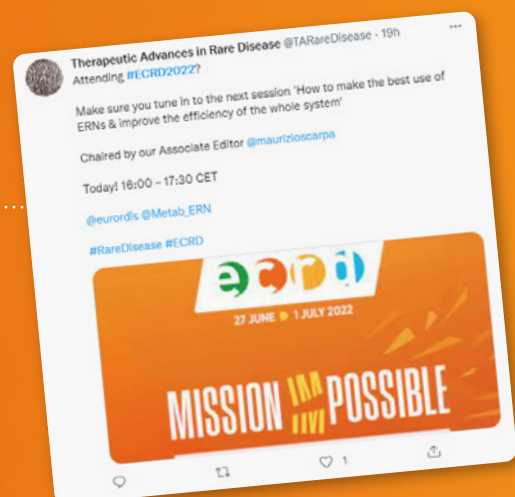 Therapeutic Advances in Rare Disease @TARareDisease · 19h
Attending #ECRD2022?
Make sure you tune in to the next session 'How to make the best use of
ERNs & improve the efficiency of the whole system'
Chaired by our Associate Editor @maurizioscarpa
Today! 16:00 – 17:30 CET
@eurordis @Metab_ERN
#RareDisease #ECRD
ecrd
27 JUNE 1 JULY 2022
MISSION IM POSSIBLE
1